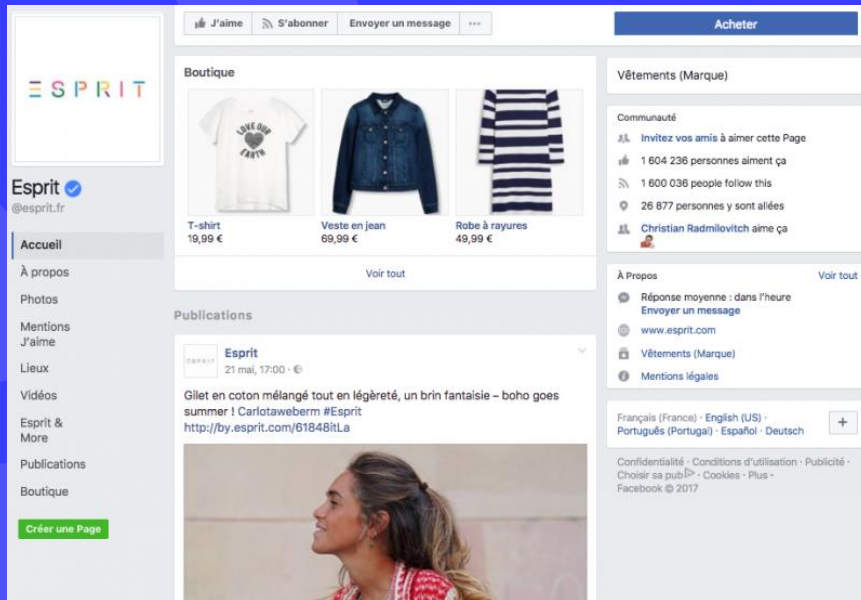 J'aime
S'abonner
Envoyer un message
Acheter
ESPRIT
Esprit
@esprit.fr
Accueil
À propos
Photos
Mentions
J'aime
Lieux
Vidéos
Esprit &
More
Publications
Boutique
Créer une Page
Boutique
LOVE OUR
EARTH
T-shirt
19,99 €
Veste en jean
69,99 €
Robe à rayures
49,99 €
Voir tout
Publications
ESPRIT
Esprit
21 mai, 17:00 ·
Gilet en coton mélangé tout en légèreté, un brin fantaisie – boho goes
summer ! Carlotaweberm #Esprit
http://by.esprit.com/61848itLa
Vêtements (Marque)
Communauté
Invitez vos amis à aimer cette Page
1 604 236 personnes aiment ça
1 600 036 people follow this
26 877 personnes y sont allées
Christian Radmilovitch aime ça
À Propos
Voir tout
Réponse moyenne : dans l'heure
Envoyer un message
www.esprit.com
Vêtements (Marque)
Mentions légales
Français (France) · English (US) ·
Português (Portugal) · Español · Deutsch
+
Confidentialité · Conditions d'utilisation · Publicité ·
Choisir sa pub · Cookies · Plus -
Facebook © 2017